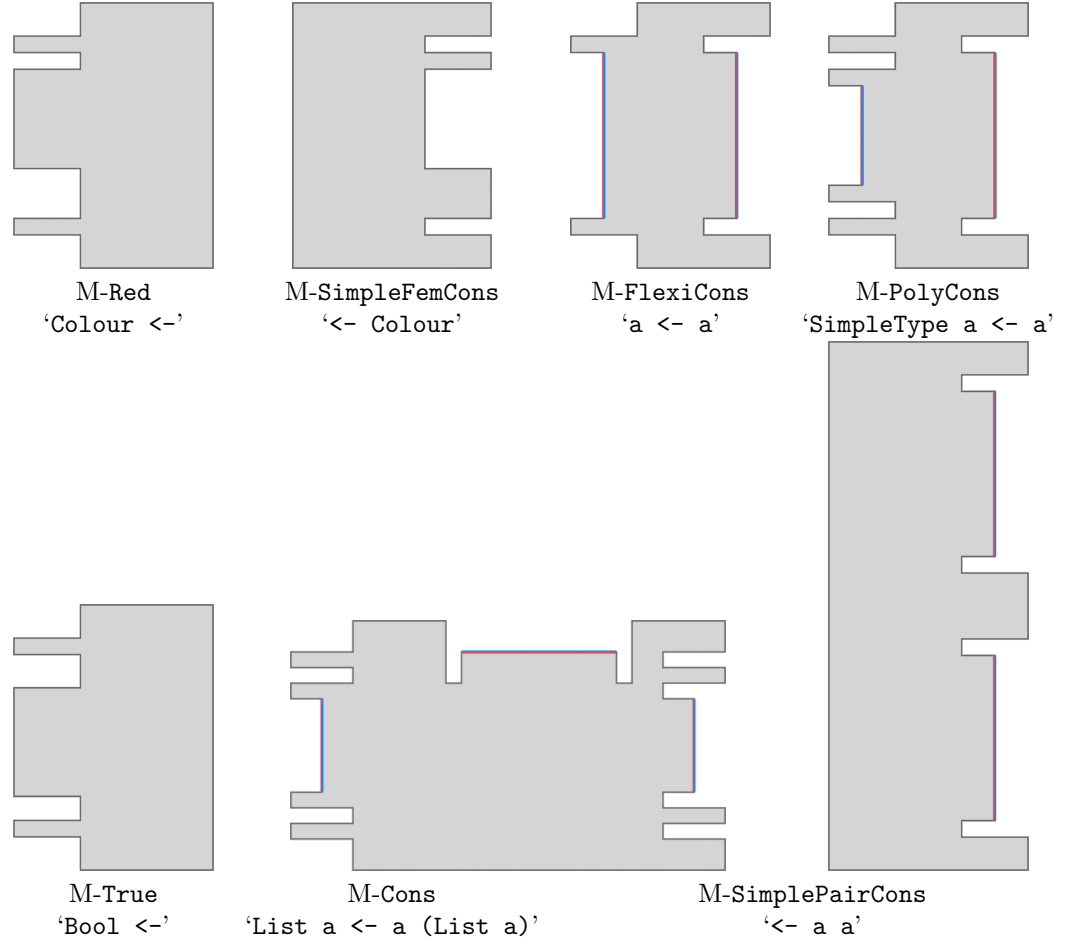 M-Red
‘Colour <-’
M-SimpleFemCons
‘<- Colour’
M-FlexiCons
‘a <- a’
M-PolyCons
‘SimpleType a <- a’
M-True
‘Bool <-’
M-Cons
‘List a <- a (List a)’
M-SimplePairCons
‘<- a a’